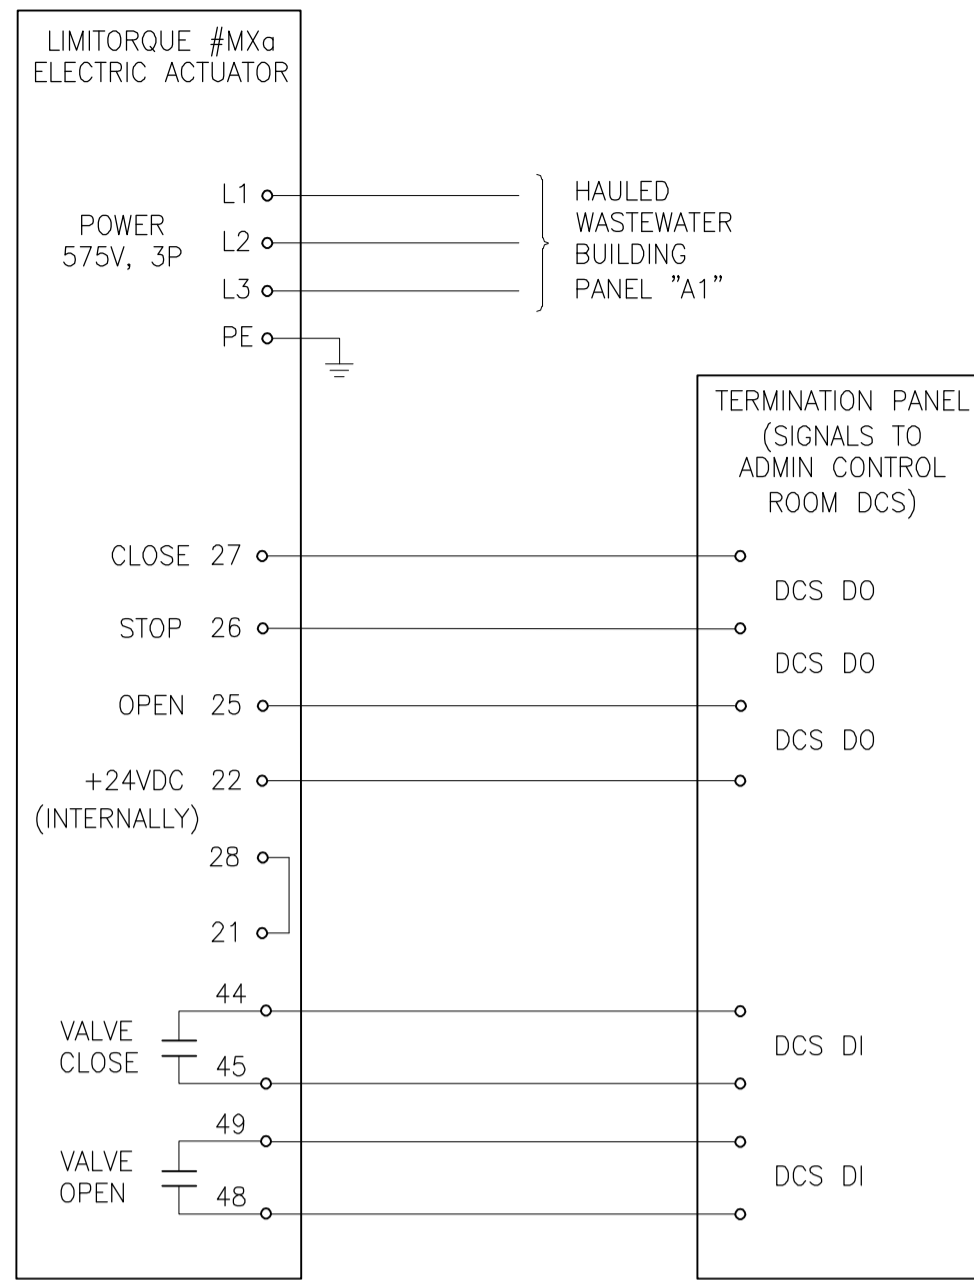 LIMITORQUE #MXa
ELECTRIC ACTUATOR
L1
L2
L3
PE
POWER
575V, 3P
HAULED
WASTEWATER
BUILDING
PANEL "A1"
TERMINATION PANEL
(SIGNALS TO
ADMIN CONTROL
ROOM DCS)
CLOSE 27
DCS DO
STOP 26
DCS DO
OPEN 25
DCS DO
+24VDC 22
(INTERNALLY)
28
21
44
VALVE
CLOSE
45
DCS DI
49
VALVE
OPEN
48
DCS DI